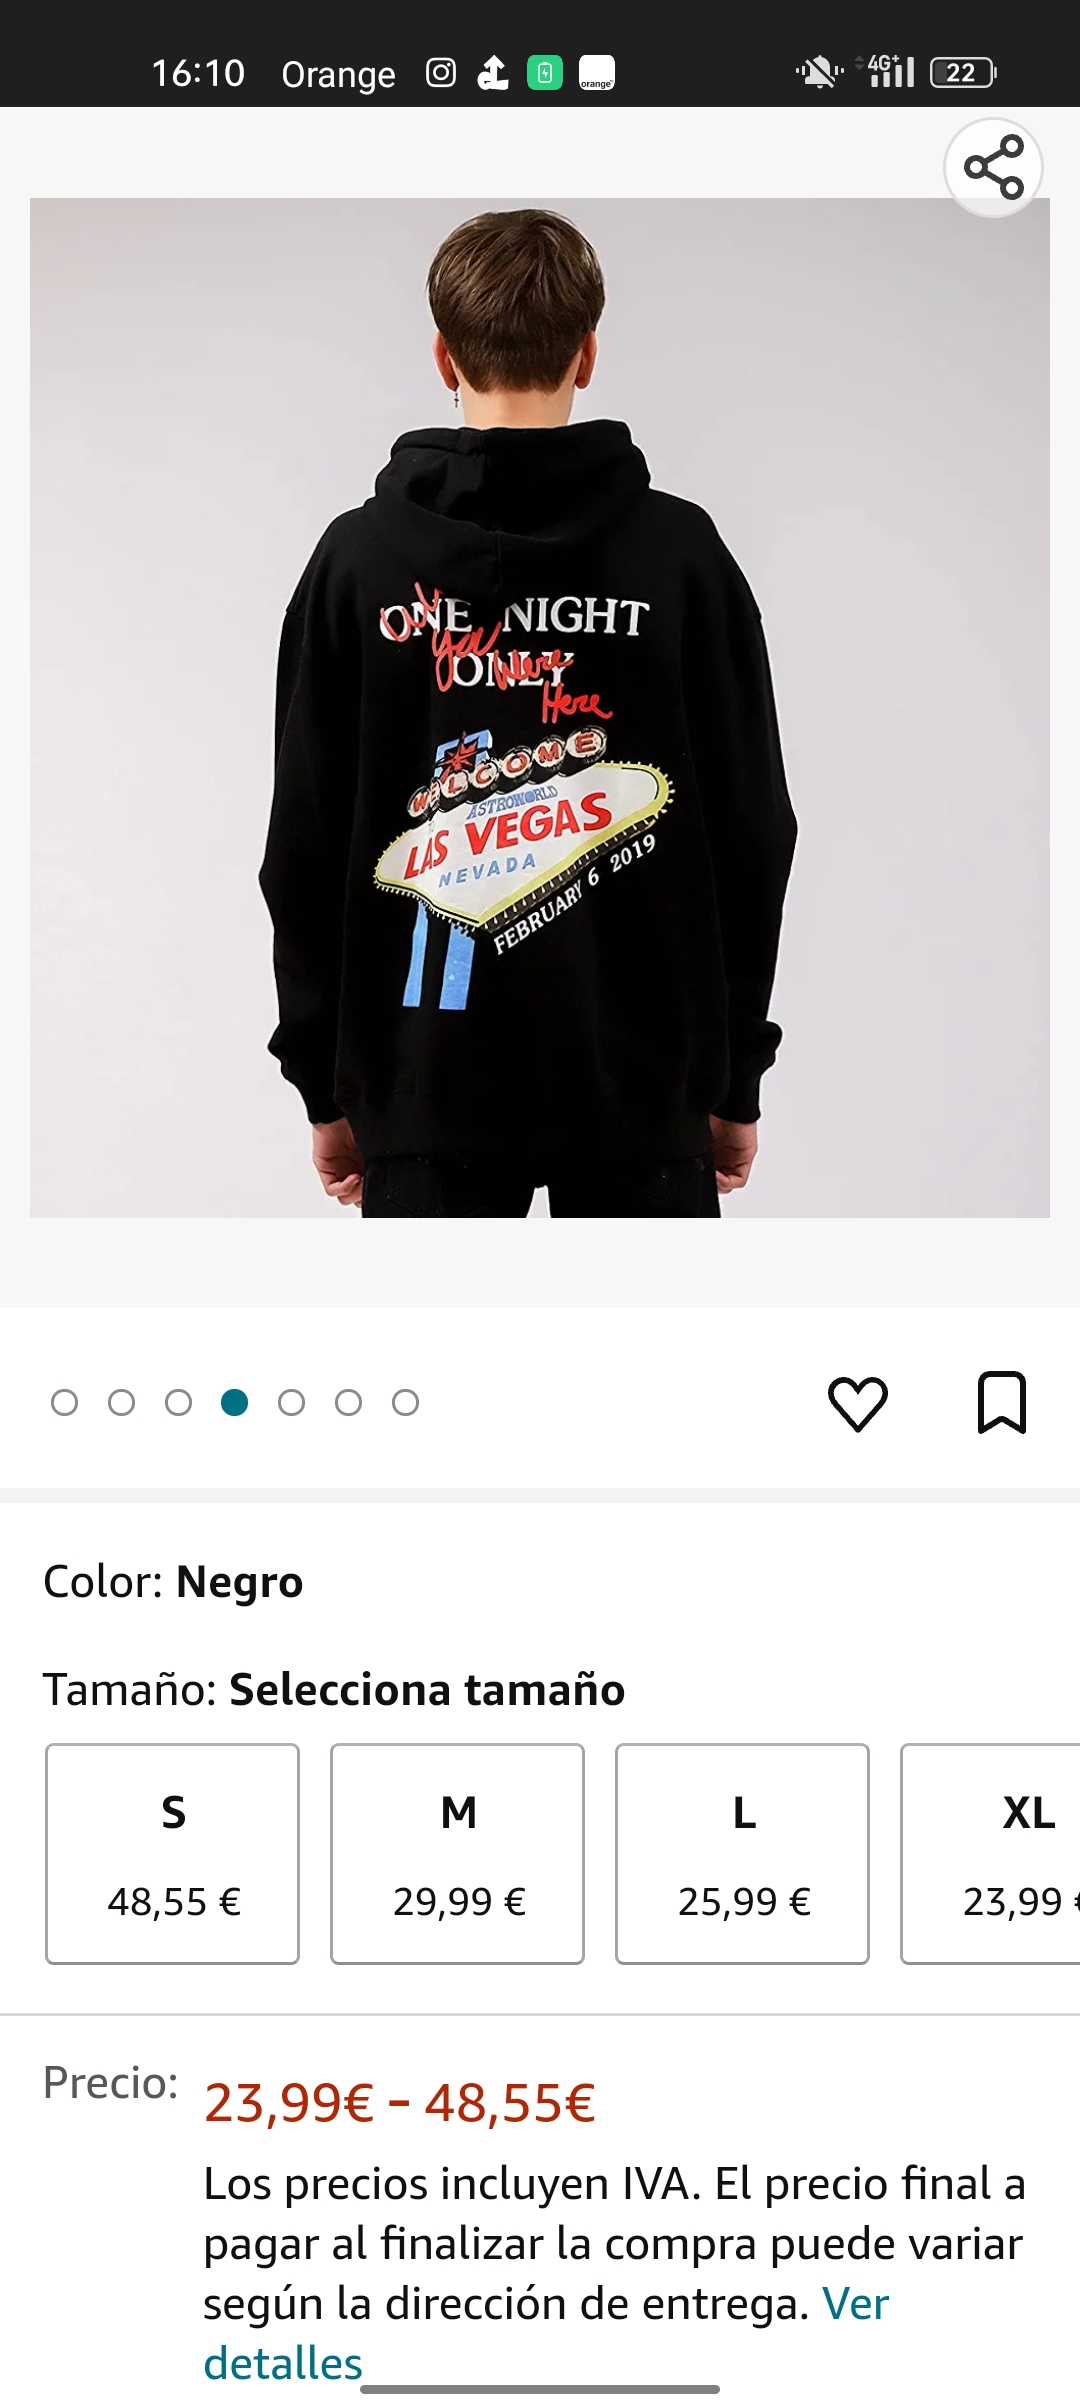 16:10 Orange orange 4G+ 22
ONE NIGHT
ONLY
But
You
Were
Here
WELCOME
ASTROWORLD
LAS VEGAS
NEVADA
FEBRUARY 6 2019
Color: Negro
Tamaño: Selecciona tamaño
S M L XL
48,55 € 29,99 € 25,99 € 23,99 €
Precio: 23,99€ - 48,55€
Los precios incluyen IVA. El precio final a
pagar al finalizar la compra puede variar
según la dirección de entrega. Ver
detalles